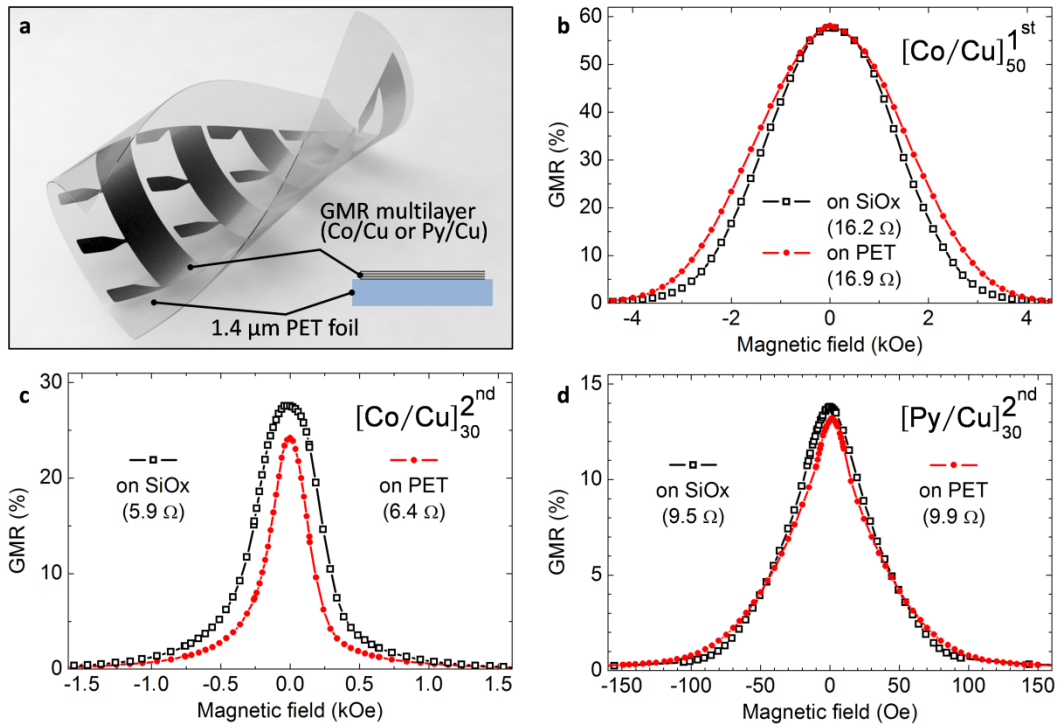 a
GMR multilayer
(Co/Cu or Py/Cu)
1.4 µm PET foil
b
[Co/Cu]₅₀¹ˢᵗ
on SiOx
(16.2 Ω)
on PET
(16.9 Ω)
GMR (%)
0
10
20
30
40
50
60
-4
-2
0
2
4
Magnetic field (kOe)
c
[Co/Cu]₃₀²ⁿᵈ
on SiOx
(5.9 Ω)
on PET
(6.4 Ω)
GMR (%)
0
10
20
30
-1.5
-1.0
-0.5
0.0
0.5
1.0
1.5
Magnetic field (kOe)
d
[Py/Cu]₃₀²ⁿᵈ
on SiOx
(9.5 Ω)
on PET
(9.9 Ω)
GMR (%)
0
5
10
15
-150
-100
-50
0
50
100
150
Magnetic field (Oe)